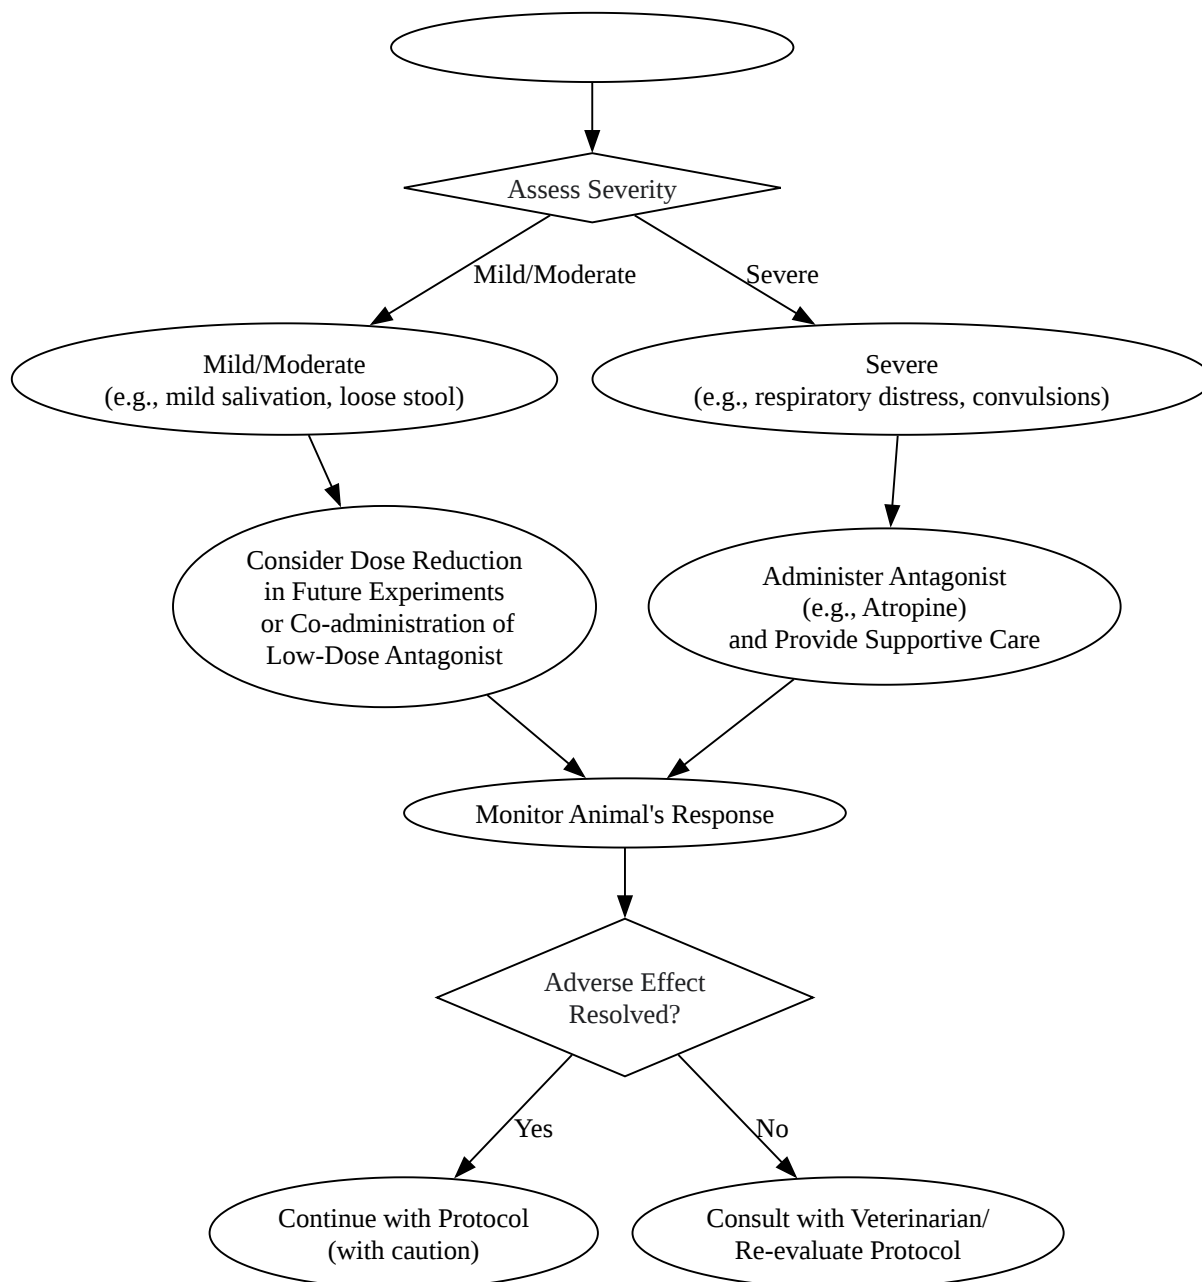 Assess Severity
Mild/Moderate
Severe
Mild/Moderate
(e.g., mild salivation, loose stool)
Severe
(e.g., respiratory distress, convulsions)
Consider Dose Reduction
in Future Experiments
or Co-administration of
Low-Dose Antagonist
Administer Antagonist
(e.g., Atropine)
and Provide Supportive Care
Monitor Animal's Response
Adverse Effect
Resolved?
Yes
No
Continue with Protocol
(with caution)
Consult with Veterinarian/
Re-evaluate Protocol